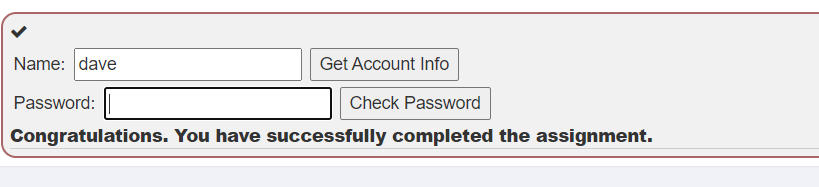 Name: dave Get Account Info
Password: Check Password
Congratulations. You have successfully completed the assignment.